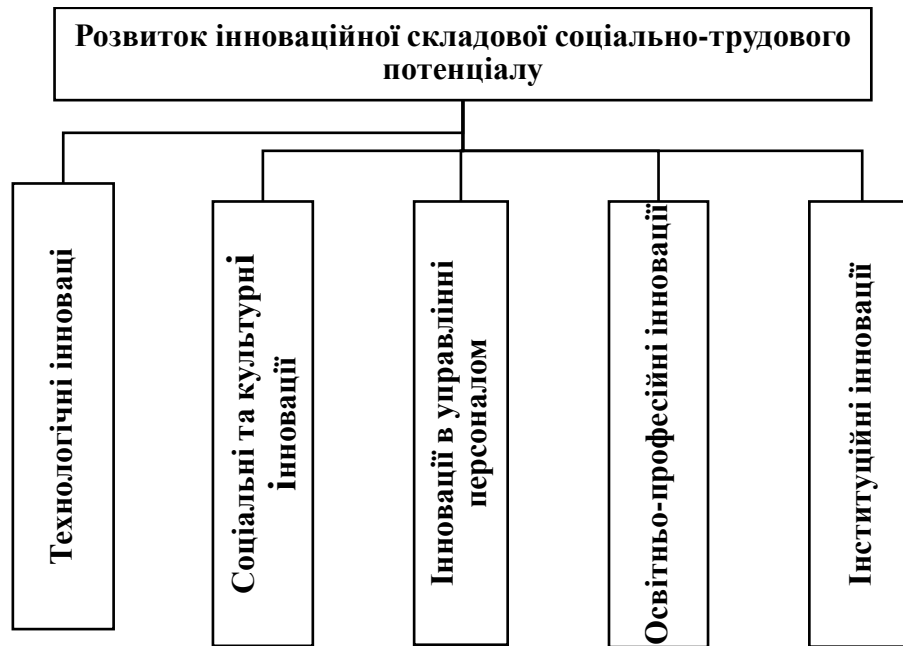 Розвиток інноваційної складової соціально-трудового
потенціалу
Технологічні інноваці
Соціальні та культурні
інновації
Інновації в управлінні
персоналом
Освітньо-професійні інновації
Інституційні інновації